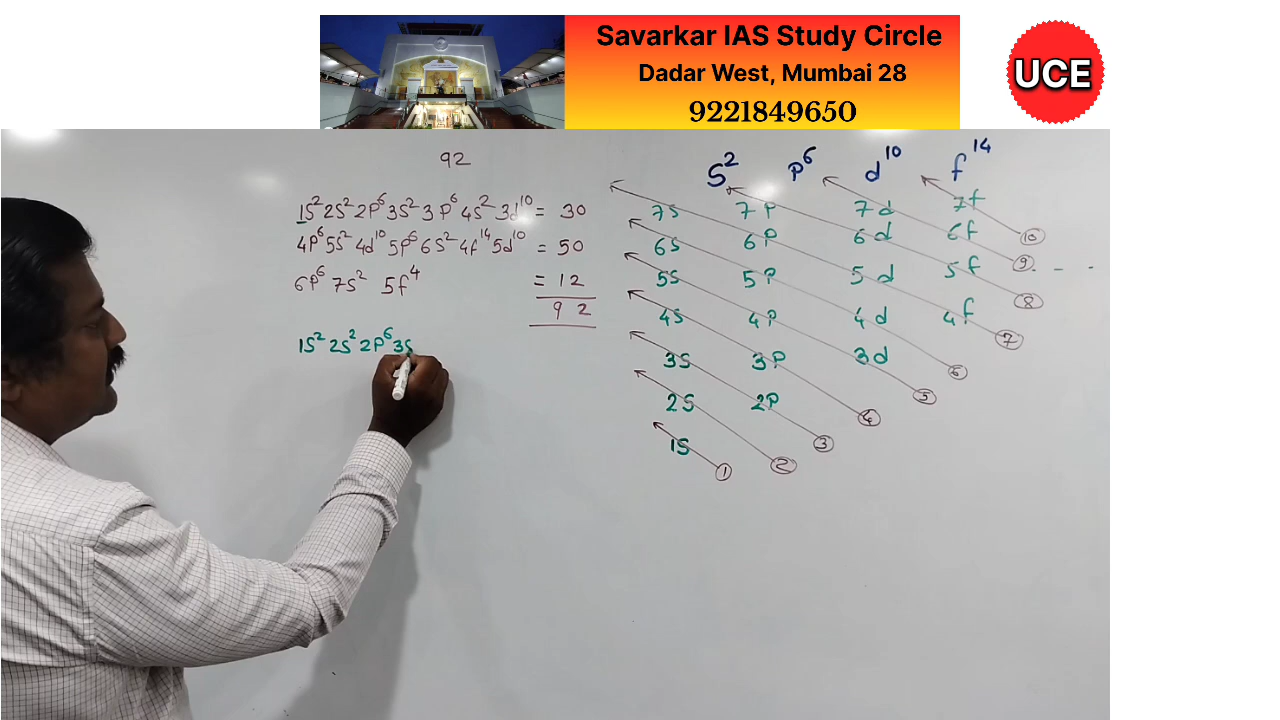 Savarkar IAS Study Circle
Dadar West, Mumbai 28
9221849650
UCE
92
1S² 2S² 2P⁶ 3S² 3P⁶ 4S² 3d¹⁰ = 30
4P⁶ 5S² 4d¹⁰ 5P⁶ 6S² 4f¹⁴ 5d¹⁰ = 50
6P⁶ 7S² 5f⁴ = 12
92
1S² 2S² 2P⁶ 3S
S² P⁶ d¹⁰ f¹⁴
7S 7P 7d 7f
6S 6P 6d 6f
5S 5P 5d 5f
4S 4P 4d 4f
3S 3P 3d
2S 2P
1S
10
9
8
7
6
5
4
3
2
1